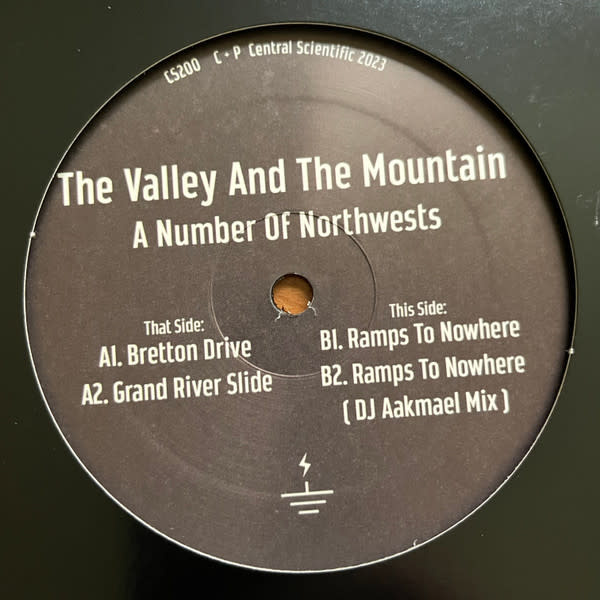 CS200 C + P Central Scientific 2023
The Valley And The Mountain
A Number Of Northwests
That Side:
A1. Bretton Drive
A2. Grand River Slide
This Side:
B1. Ramps To Nowhere
B2. Ramps To Nowhere
( DJ Aakmael Mix )